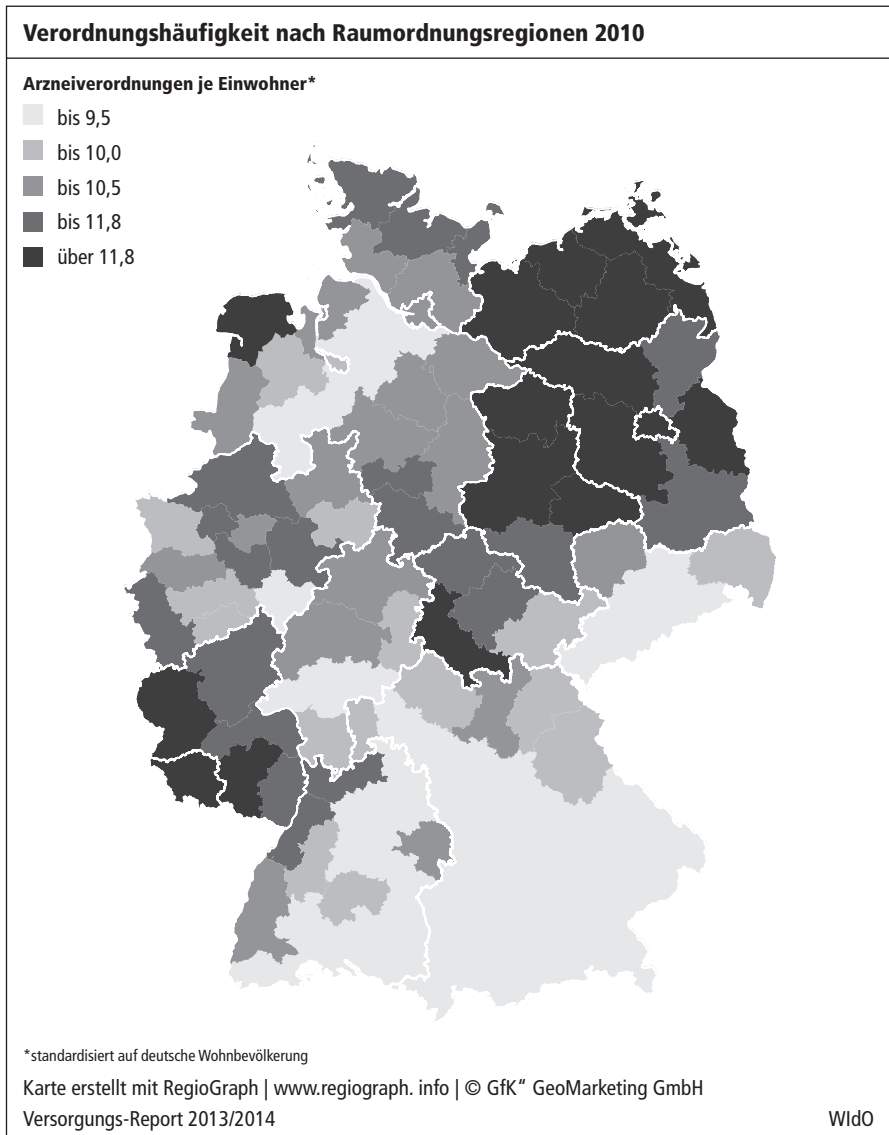 Verordnungshäufigkeit nach Raumordnungsregionen 2010
Arzneiverordnungen je Einwohner*
bis 9,5
bis 10,0
bis 10,5
bis 11,8
über 11,8
*standardisiert auf deutsche Wohnbevölkerung
Karte erstellt mit RegioGraph | www.regiograph. info | © GfK“ GeoMarketing GmbH
Versorgungs-Report 2013/2014
WIdO